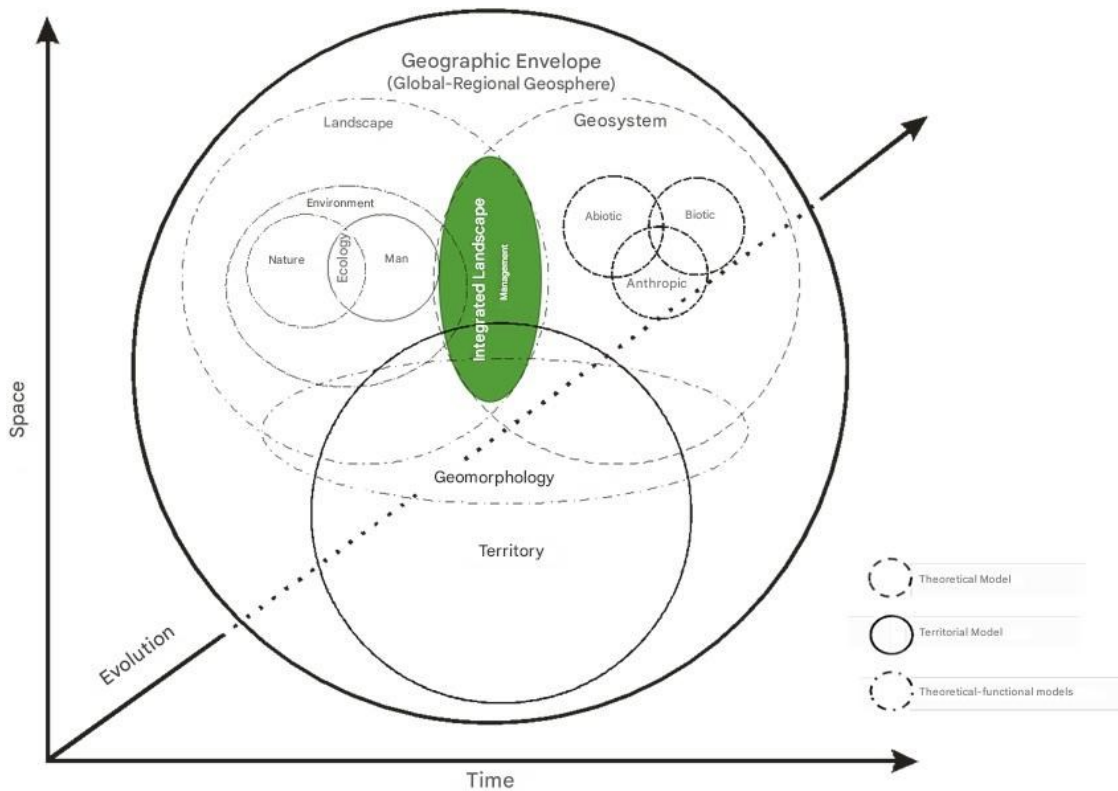 Geographic Envelope
(Global-Regional Geosphere)
Landscape
Geosystem
Environment
Nature
Ecology
Man
Integrated Landscape
Management
Abiotic
Biotic
Anthropic
Space
Geomorphology
Territory
Evolution
Time
Theoretical Model
Territorial Model
Theoretical-functional models